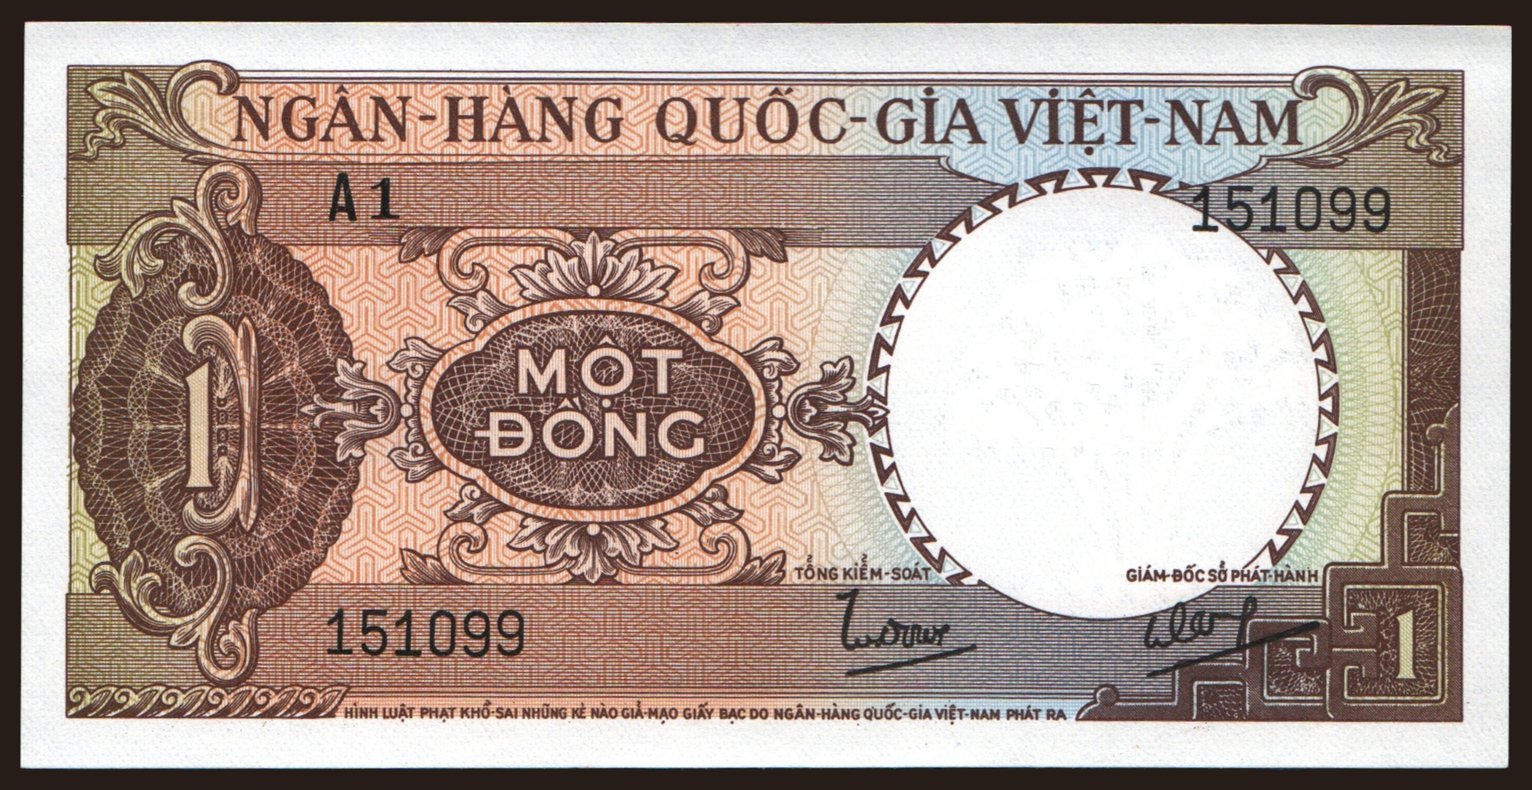 NGÂN-HÀNG QUỐC-GIA VIỆT-NAM
A1 151099
1
MỘT
ĐỒNG
TỔNG KIỂM-SOÁT GIÁM-ĐỐC SỞ PHÁT-HÀNH
151099
1
HÌNH LUẬT PHẠT KHỔ-SAI NHỮNG KẺ NÀO GIẢ-MẠO GIẤY BẠC DO NGÂN-HÀNG QUỐC-GIA VIỆT-NAM PHÁT RA